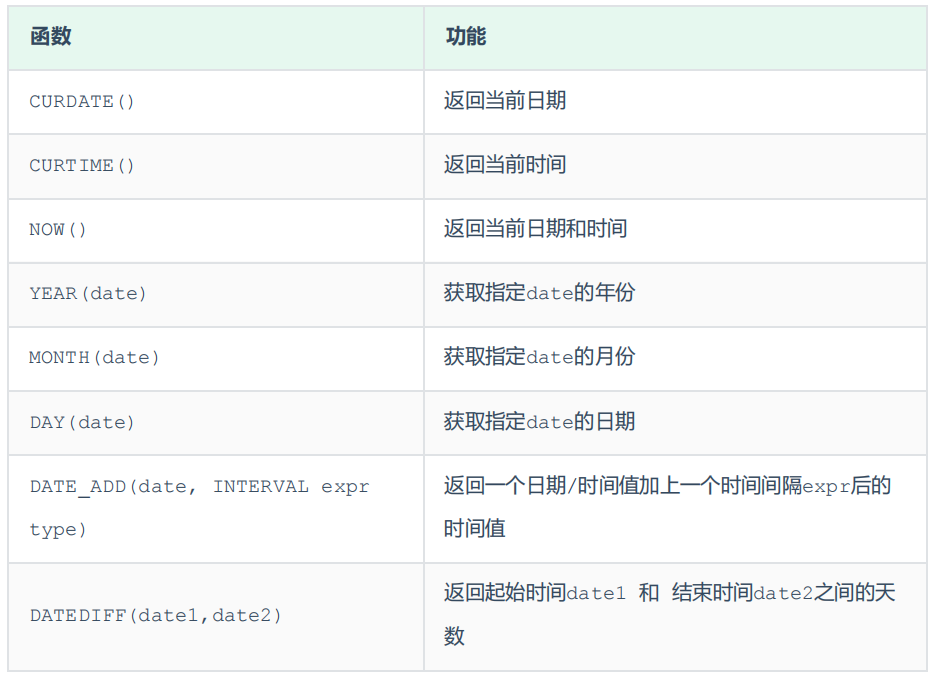 函数 功能
CURDATE() 返回当前日期
CURTIME() 返回当前时间
NOW() 返回当前日期和时间
YEAR(date) 获取指定date的年份
MONTH(date) 获取指定date的月份
DAY(date) 获取指定date的日期
DATE_ADD(date, INTERVAL expr
type)
返回一个日期/时间值加上一个时间间隔expr后的
时间值
DATEDIFF(date1,date2)
返回起始时间date1 和 结束时间date2之间的天
数